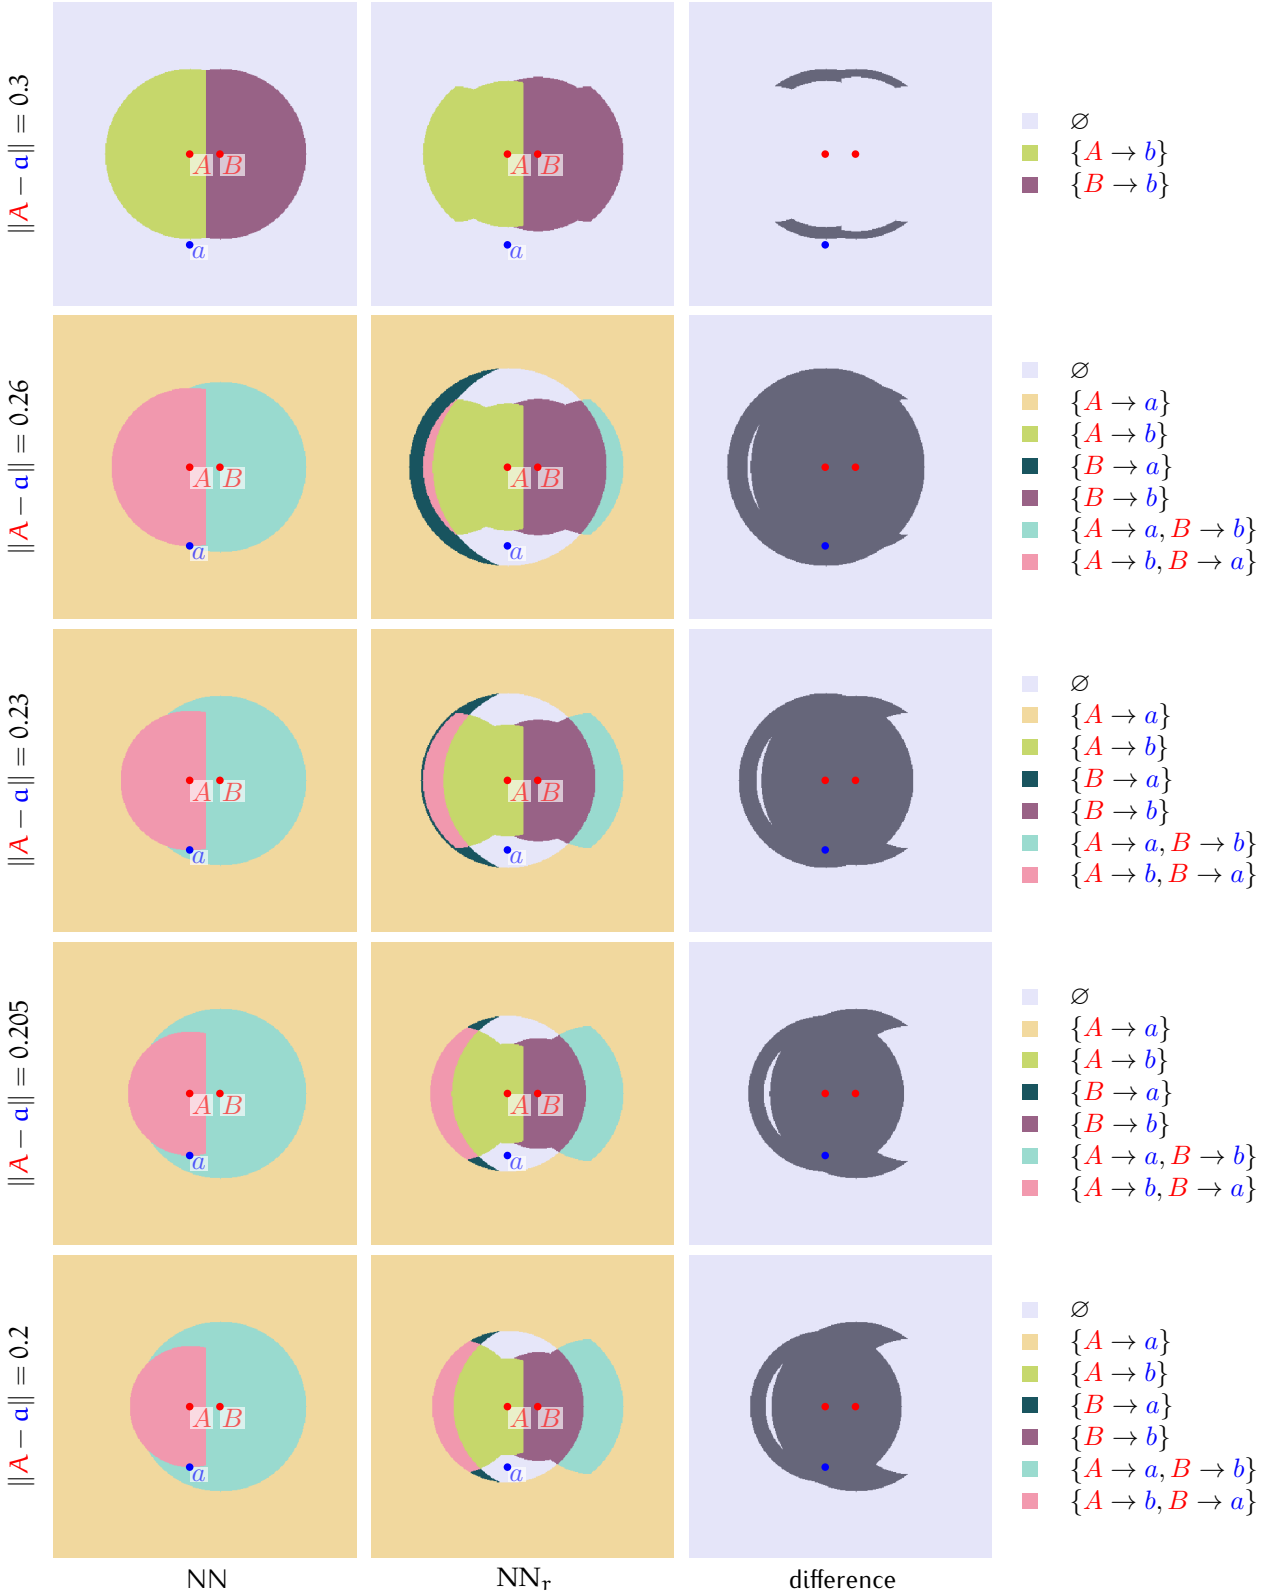 ‖A − a‖ = 0.3
A B
a
A B
a
∅
{A → b}
{B → b}
‖A − a‖ = 0.26
A B
a
A B
a
∅
{A → a}
{A → b}
{B → a}
{B → b}
{A → a, B → b}
{A → b, B → a}
‖A − a‖ = 0.23
A B
a
A B
a
∅
{A → a}
{A → b}
{B → a}
{B → b}
{A → a, B → b}
{A → b, B → a}
‖A − a‖ = 0.205
A B
a
A B
a
∅
{A → a}
{A → b}
{B → a}
{B → b}
{A → a, B → b}
{A → b, B → a}
‖A − a‖ = 0.2
A B
a
A B
a
∅
{A → a}
{A → b}
{B → a}
{B → b}
{A → a, B → b}
{A → b, B → a}
NN
NNr
difference